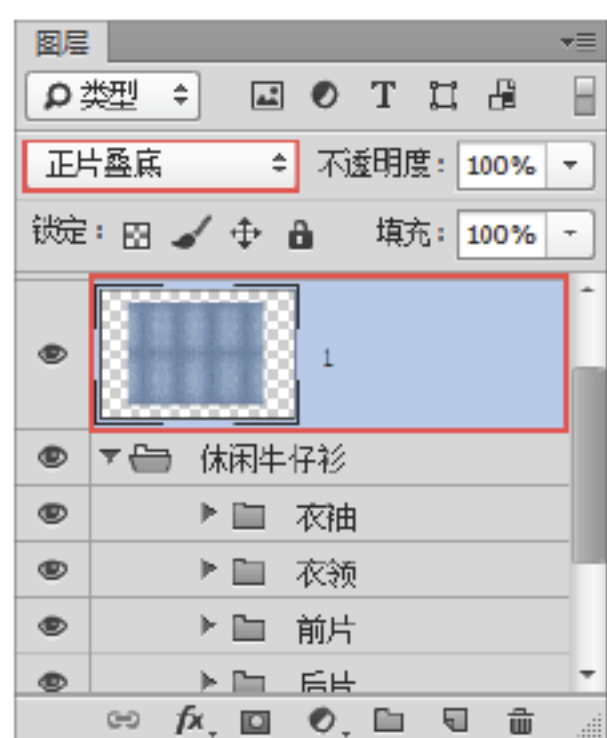 图层
类型 T
正片叠底 不透明度: 100%
锁定: 填充: 100%
1
休闲牛仔衫
衣袖
衣领
前片
后片
fx.